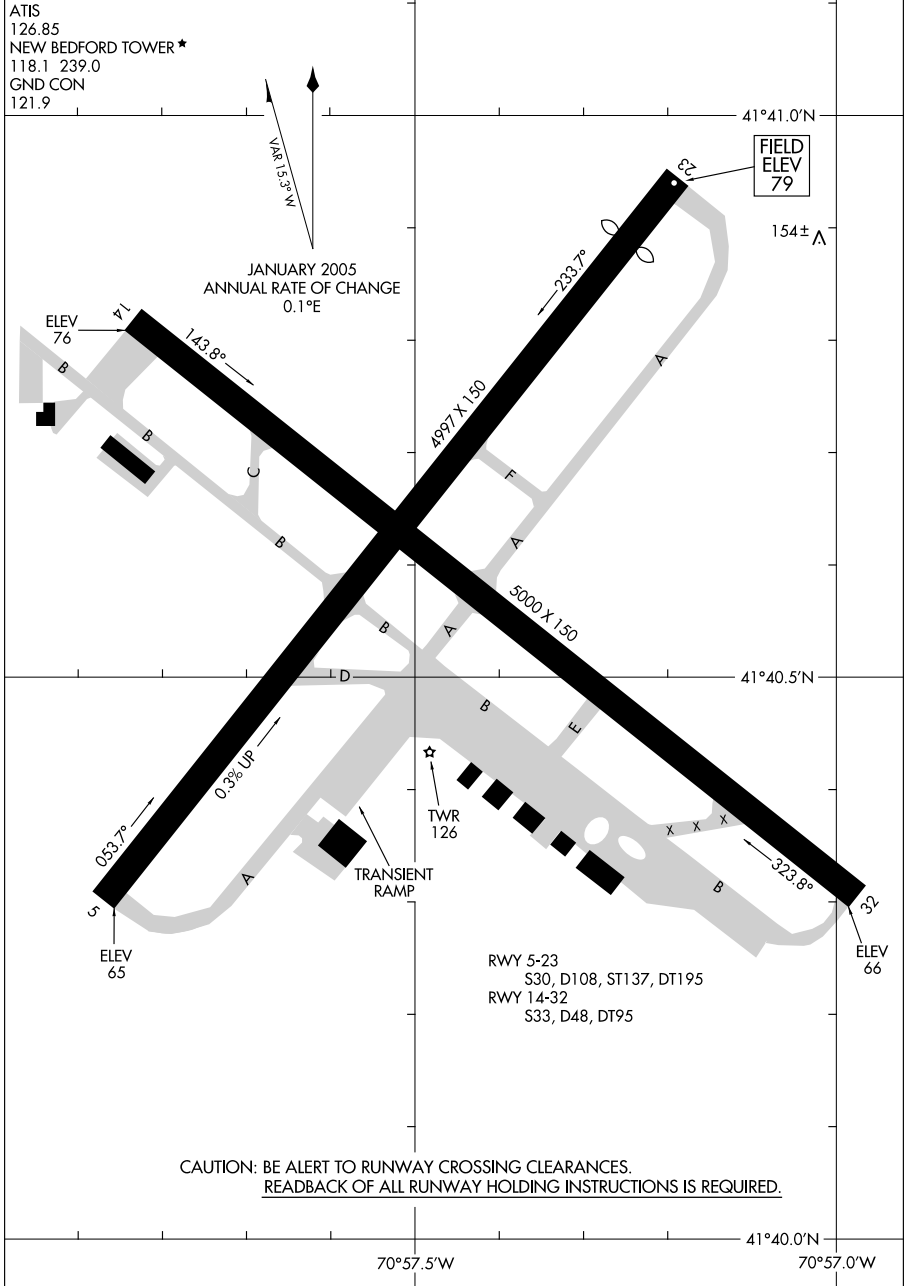 ATIS
126.85
NEW BEDFORD TOWER★
118.1 239.0
GND CON
121.9
VAR 15.3° W
JANUARY 2005
ANNUAL RATE OF CHANGE
0.1°E
41°41.0'N
FIELD
ELEV
79
23
154±
233.7°
14
ELEV
76
143.8°
B
A
4997 X 150
B
C
F
B
A
5000 X 150
B
A
D
41°40.5'N
B
E
0.3% UP
TWR
126
X X X
053.7°
TRANSIENT
RAMP
323.8°
A
B
5
32
ELEV
65
ELEV
66
RWY 5-23
S30, D108, ST137, DT195
RWY 14-32
S33, D48, DT95
CAUTION: BE ALERT TO RUNWAY CROSSING CLEARANCES.
READBACK OF ALL RUNWAY HOLDING INSTRUCTIONS IS REQUIRED.
41°40.0'N
70°57.5'W
70°57.0'W